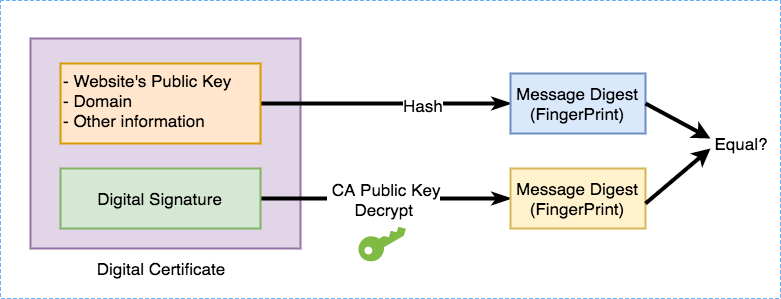 - Website's Public Key
- Domain
- Other information
Hash
Message Digest
(FingerPrint)
Equal?
Digital Signature
CA Public Key
Decrypt
Message Digest
(FingerPrint)
Digital Certificate